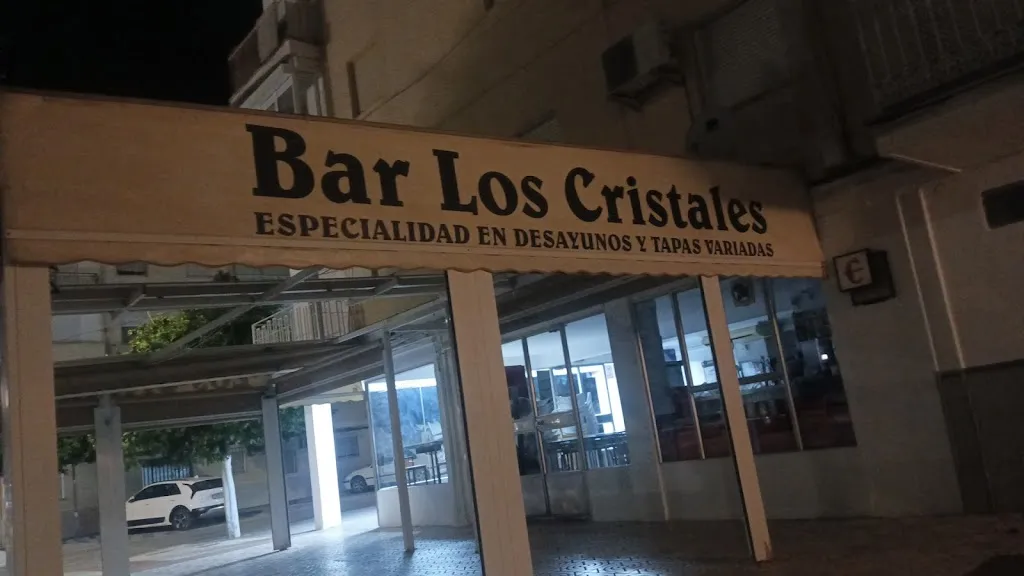 Bar Los Cristales
ESPECIALIDAD EN DESAYUNOS Y TAPAS VARIADAS
€